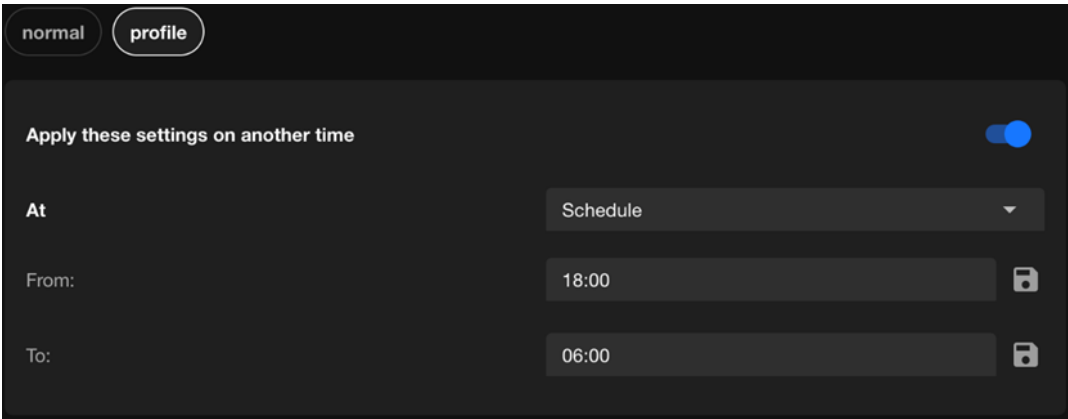 normal profile
Apply these settings on another time
At Schedule
From: 18:00
To: 06:00